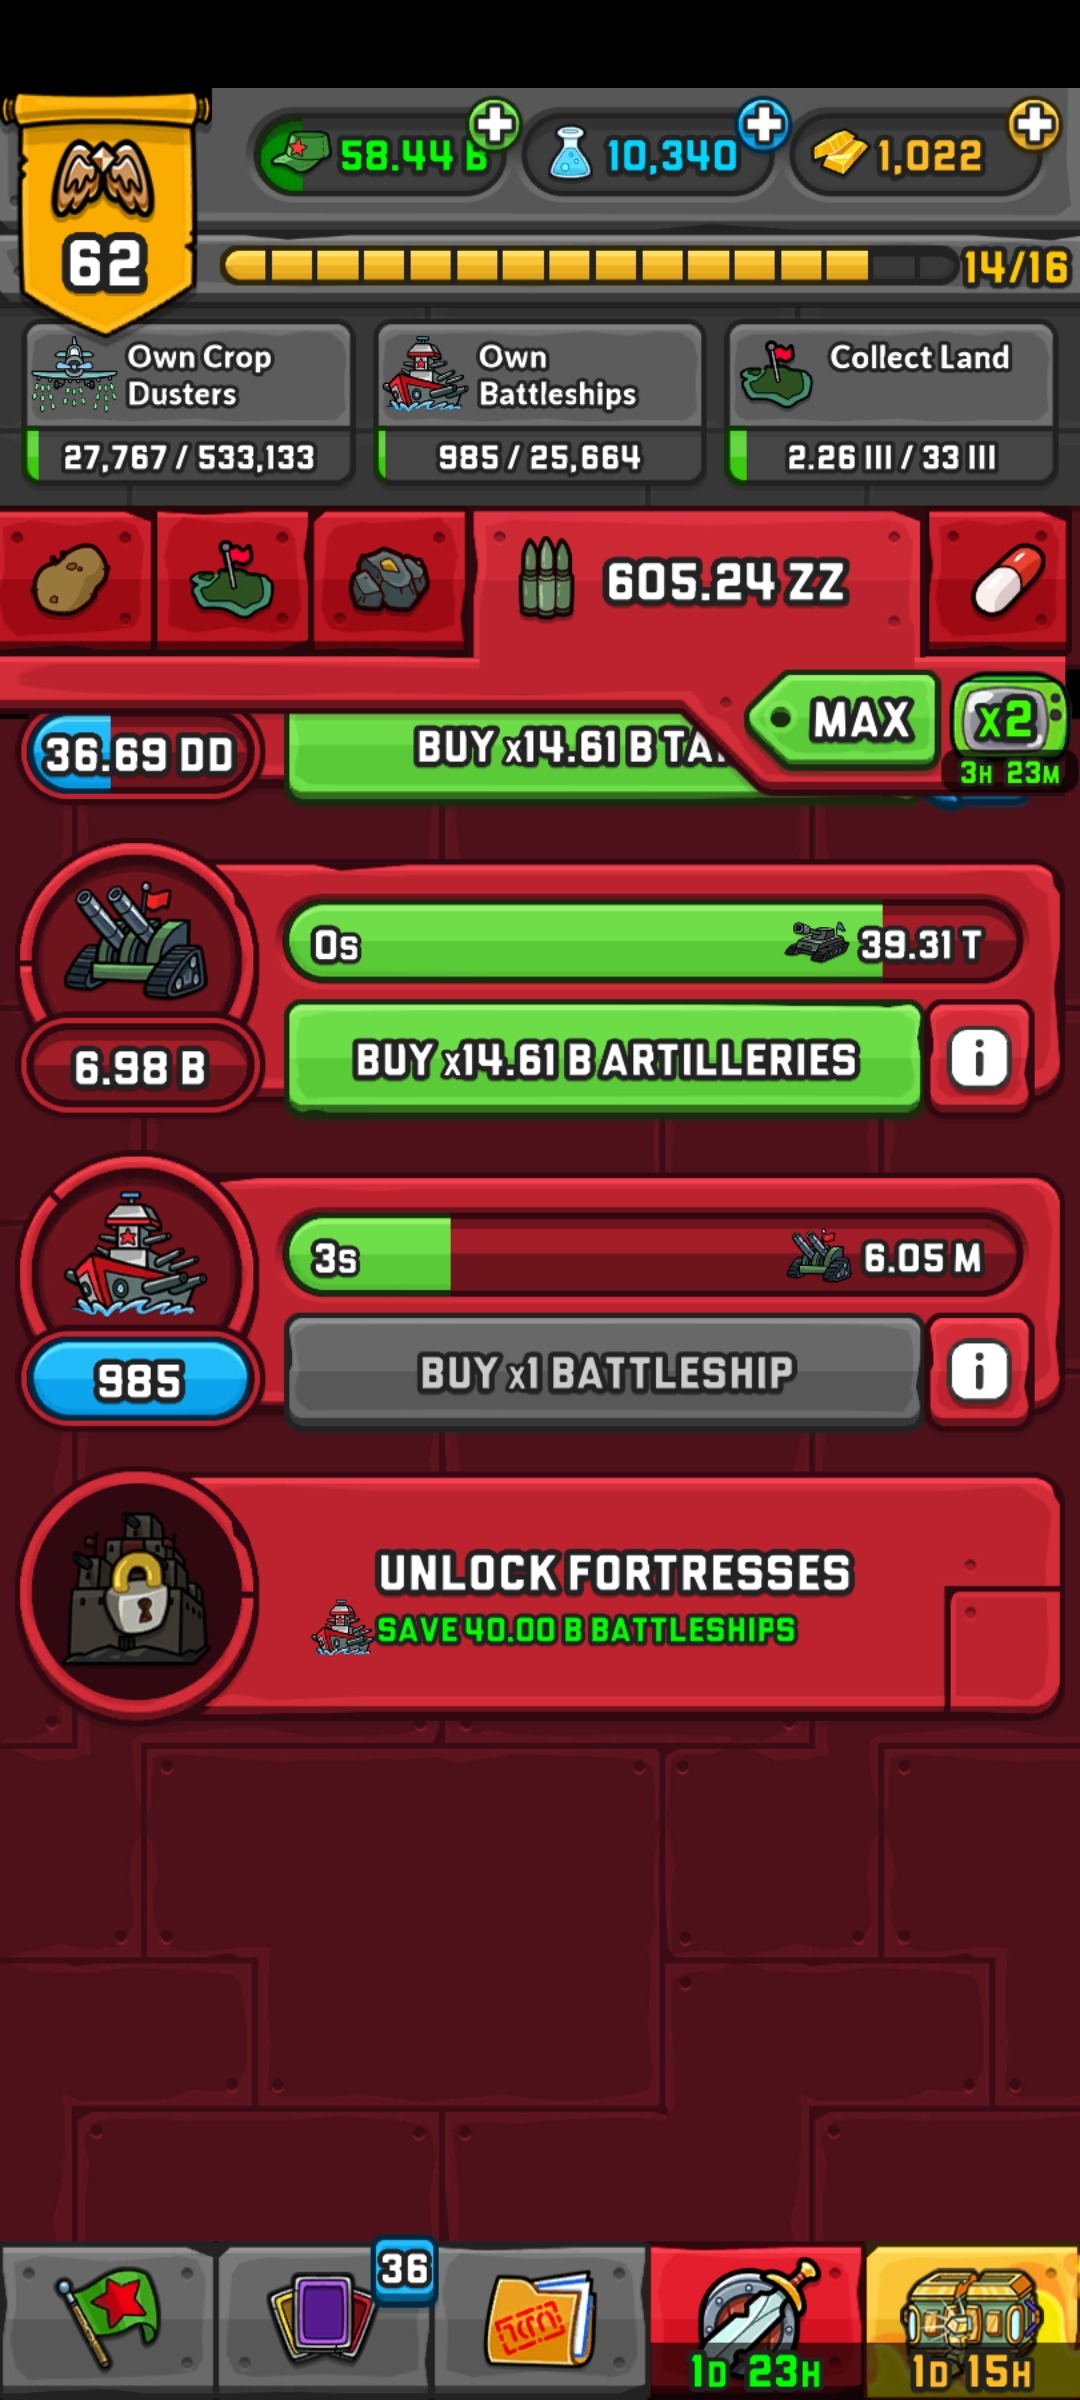 62
58.44 B
10,340
1,022
14/16
Own Crop Dusters
27,767 / 533,133
Own Battleships
985 / 25,664
Collect Land
2.26 III / 33 III
605.24 ZZ
MAX
x2
3H 23M
36.69 DD
BUY x14.61 B TA
0s
39.31 T
6.98 B
BUY x14.61 B ARTILLERIES
i
3s
6.05 M
985
BUY x1 BATTLESHIP
i
UNLOCK FORTRESSES
SAVE 40.00 B BATTLESHIPS
36
1D 23H
1D 15H